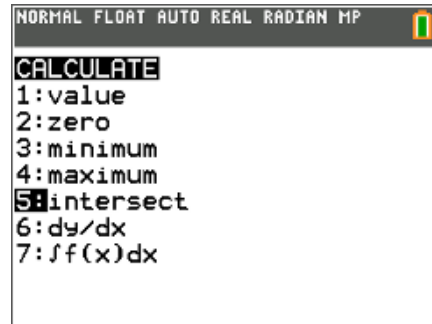 NORMAL FLOAT AUTO REAL RADIAN MP
CALCULATE
1:value
2:zero
3:minimum
4:maximum
5:intersect
6:dy/dx
7:∫f(x)dx